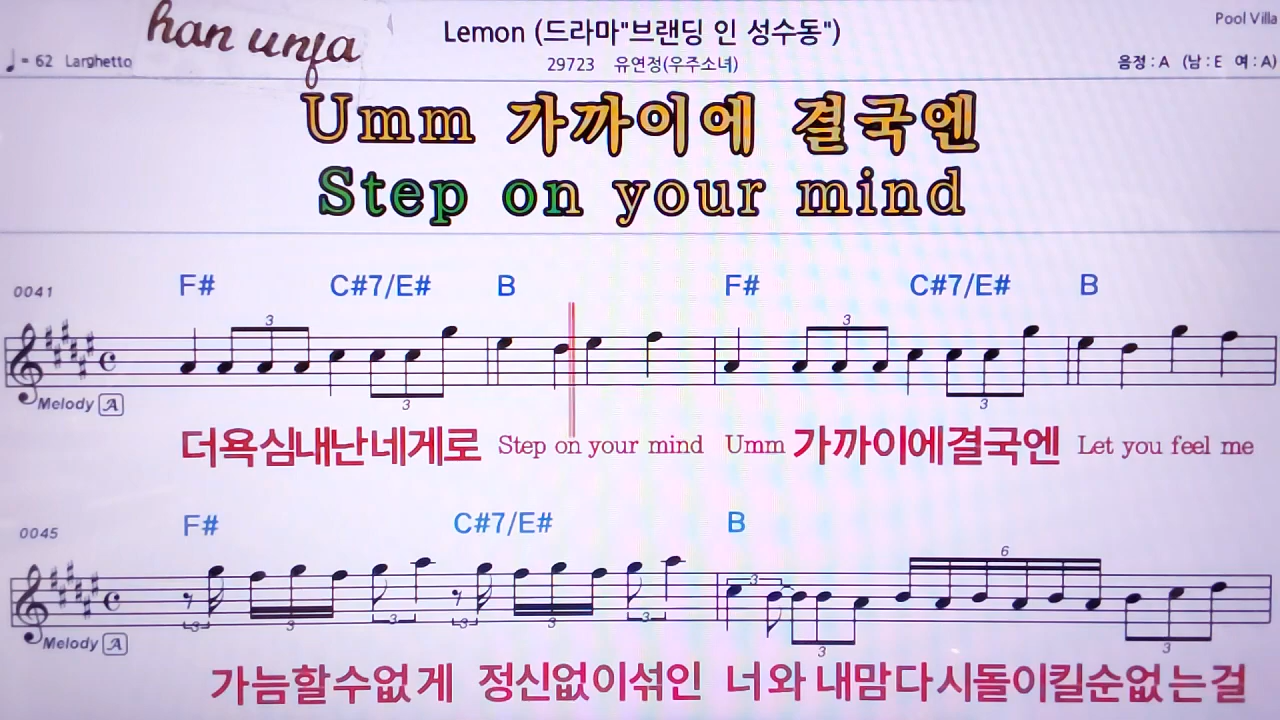 han unja
Lemon (드라마"브랜딩 인 성수동")
Pool Villa
♩= 62 Larghetto
29723 유연정(우주소녀)
음정 : A (남 : E 여 : A)
Umm 가까이에 결국엔
Step on your mind
F# C#7/E# B F# C#7/E# B
0041
3 3 3 3
Melody A
더욕심내난네게로 Step on your mind Umm 가까이에결국엔 Let you feel me
F# C#7/E# B
0045
3 6
3 3 3 3 3 3 3 3
Melody A
가늠할수없게 정신없이섞인 너와 내맘다시돌이킬순없는걸